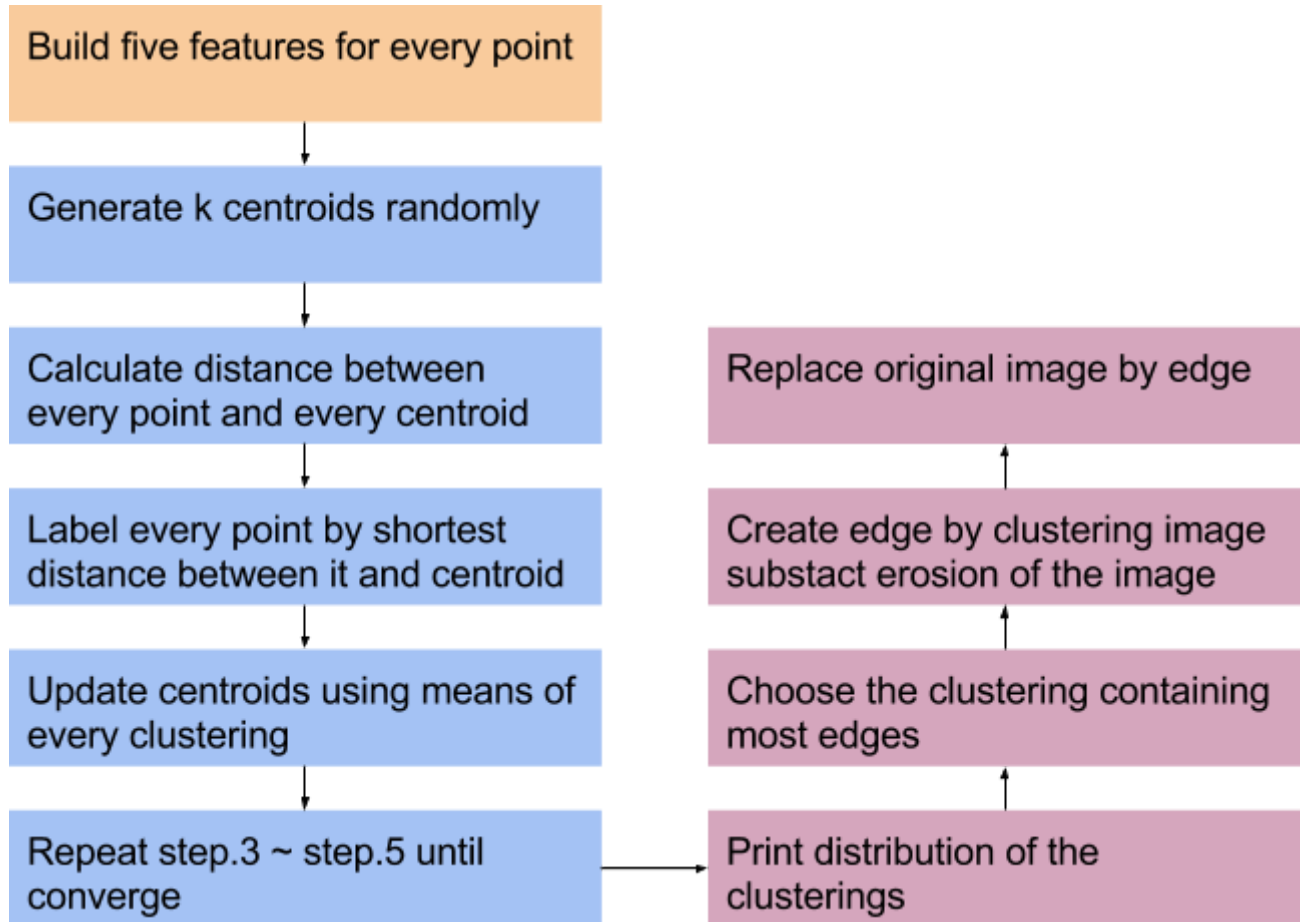 Build five features for every point
Generate k centroids randomly
Calculate distance between
every point and every centroid
Label every point by shortest
distance between it and centroid
Update centroids using means of
every clustering
Repeat step.3 ~ step.5 until
converge
Print distribution of the
clusterings
Choose the clustering containing
most edges
Create edge by clustering image
substact erosion of the image
Replace original image by edge